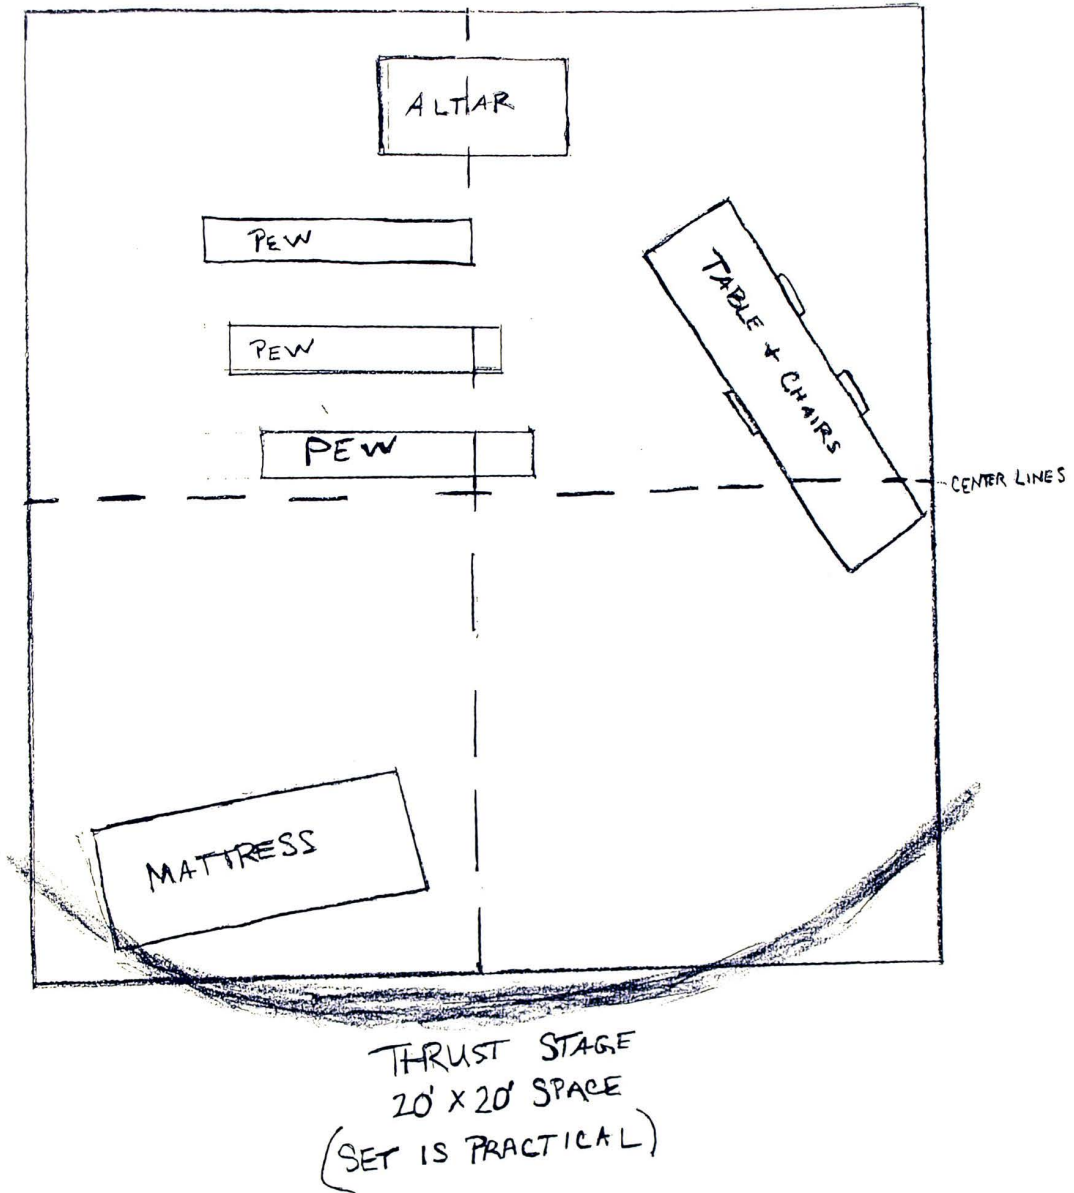 ALTAR
PEW
PEW
PEW
TABLE + CHAIRS
CENTER LINES
MATTRESS
THRUST STAGE
20' X 20' SPACE
(SET IS PRACTICAL)